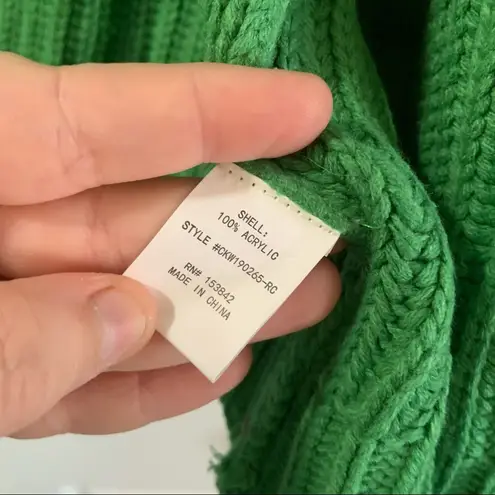 SHELL:
100% ACRYLIC
STYLE #CKW190265-RC
RN# 153842
MADE IN CHINA